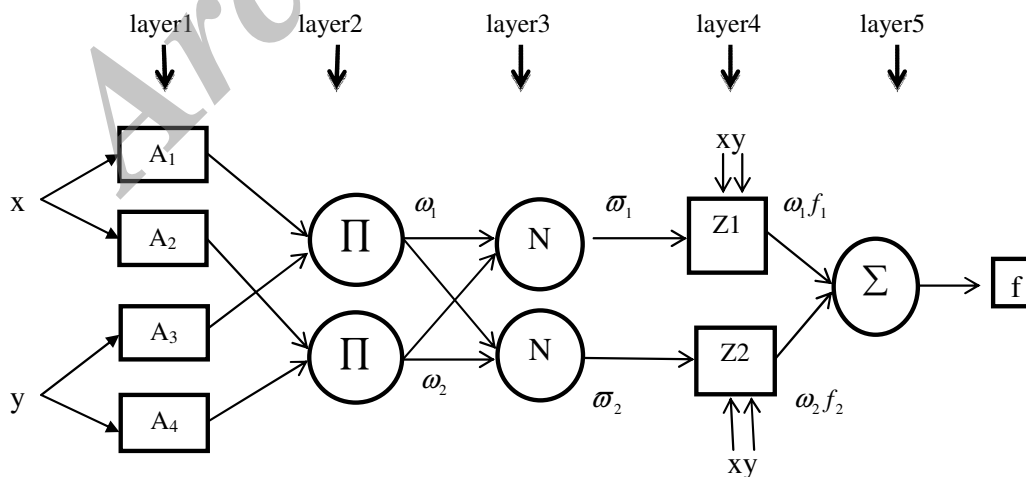 layer1 layer2 layer3 layer4 layer5
Arc
xy
A₁
x
ω₁
ϖ₁
ω₁f₁
A₂
∏
N
Z1
Σ
f
A₃
∏
N
Z2
y
A₄
ω₂
ϖ₂
ω₂f₂
xy